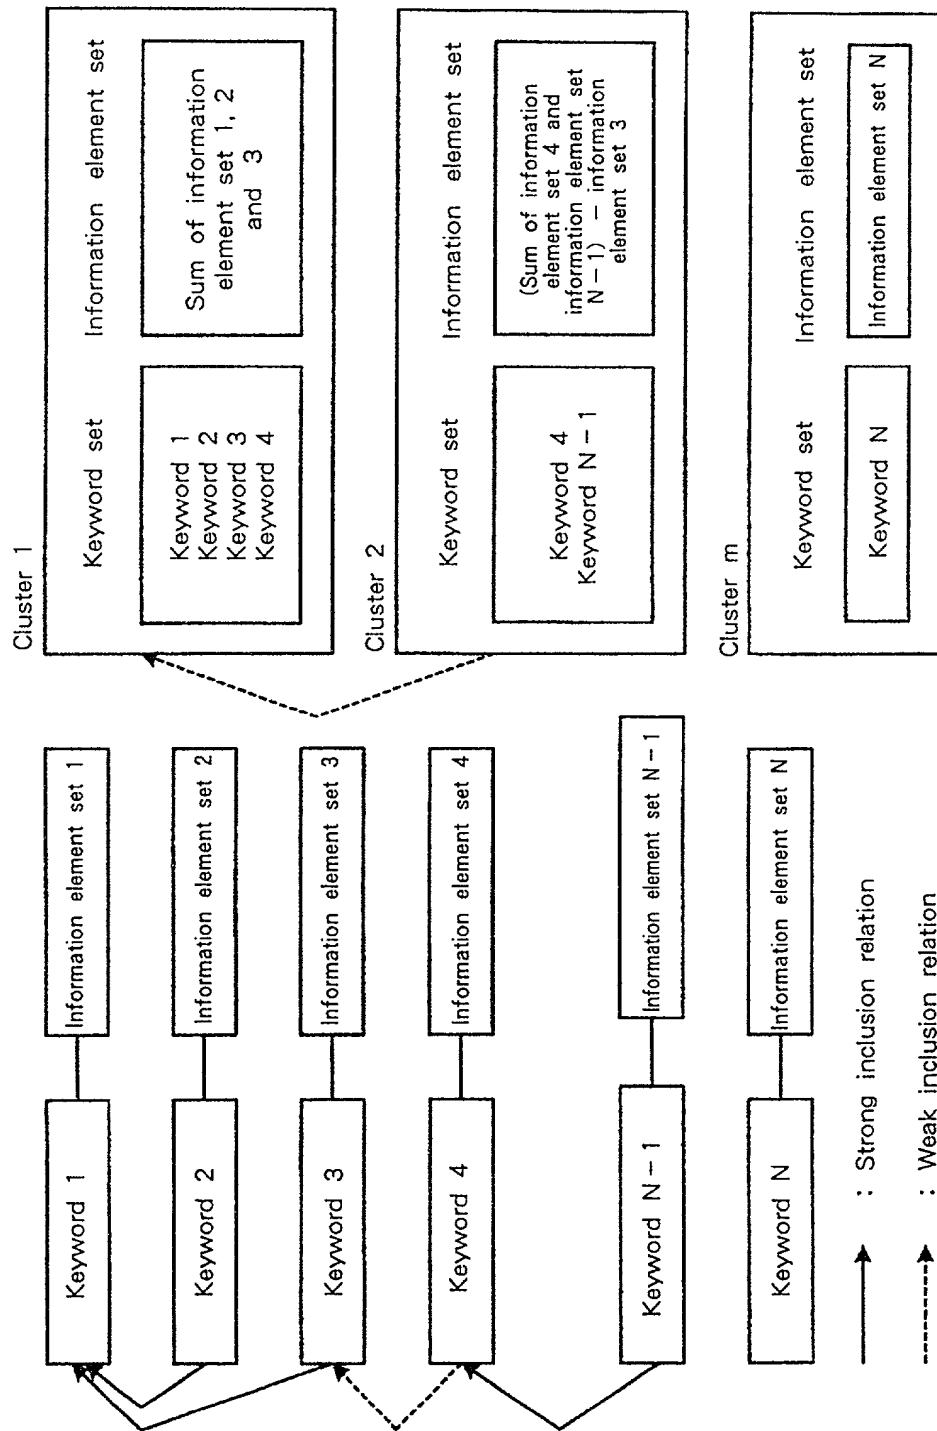 Keyword 1
Information element set 1
Keyword 2
Information element set 2
Keyword 3
Information element set 3
Keyword 4
Information element set 4
Keyword N−1
Information element set N−1
Keyword N
Information element set N
: Strong inclusion relation
: Weak inclusion relation
Cluster 1
Keyword set
Keyword 1
Keyword 2
Keyword 3
Keyword 4
Information element set
Sum of information
element set 1, 2
and 3
Cluster 2
Keyword set
Keyword 4
Keyword N−1
Information element set
(Sum of information
element set 4 and
information element set
N−1) − information
element set 3
Cluster m
Keyword set
Keyword N
Information element set
Information element set N